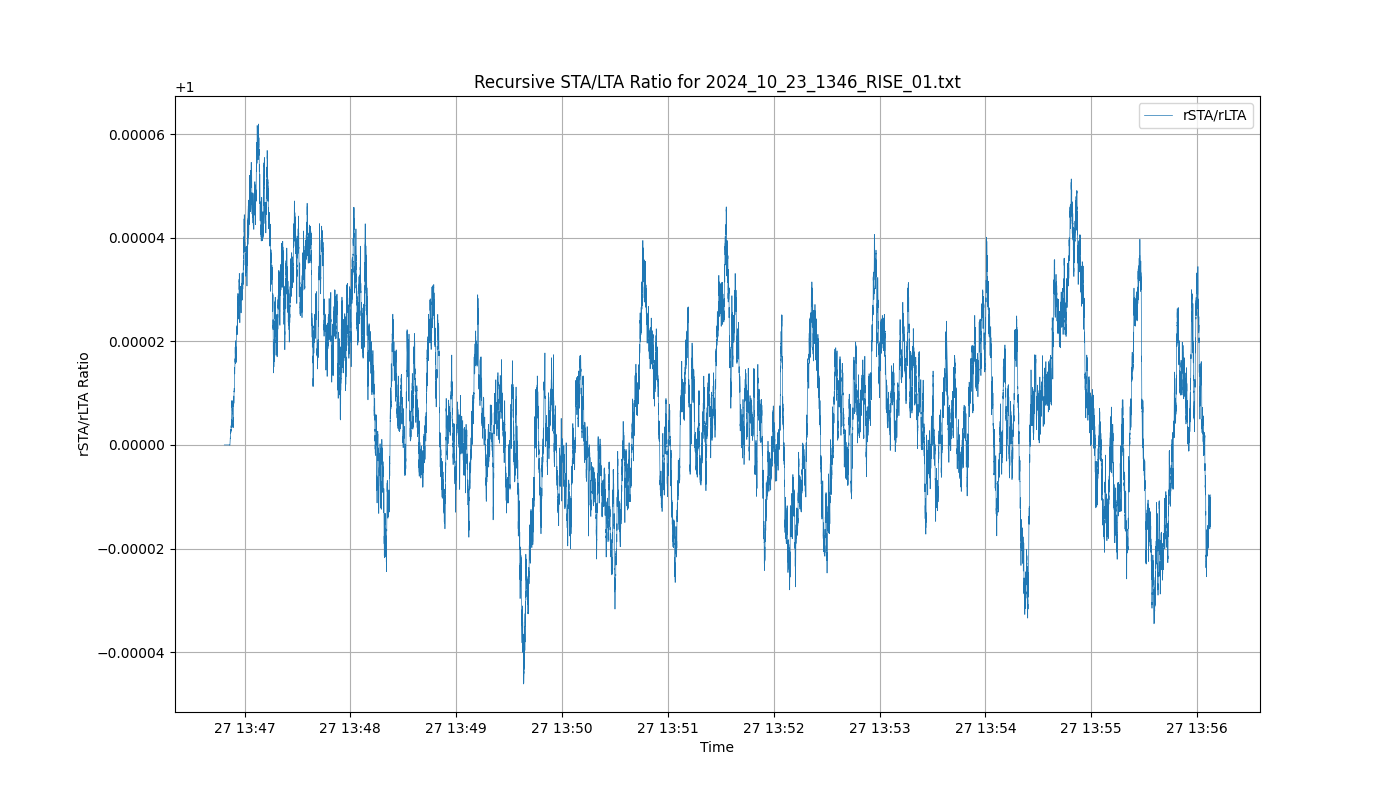 Recursive STA/LTA Ratio for 2024_10_23_1346_RISE_01.txt
+1
rSTA/rLTA
0.00006
0.00004
0.00002
0.00000
−0.00002
−0.00004
rSTA/rLTA Ratio
27 13:47 27 13:48 27 13:49 27 13:50 27 13:51 27 13:52 27 13:53 27 13:54 27 13:55 27 13:56
Time